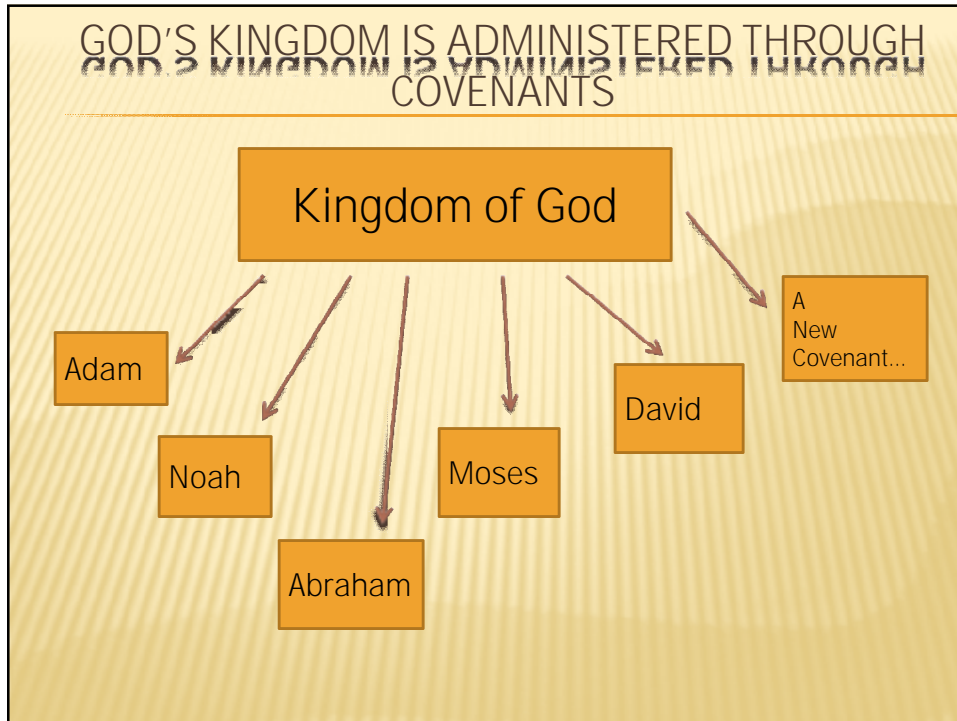 GOD'S KINGDOM IS ADMINISTERED THROUGH
COVENANTS
Kingdom of God
Adam
Noah
Abraham
Moses
David
A
New
Covenant...